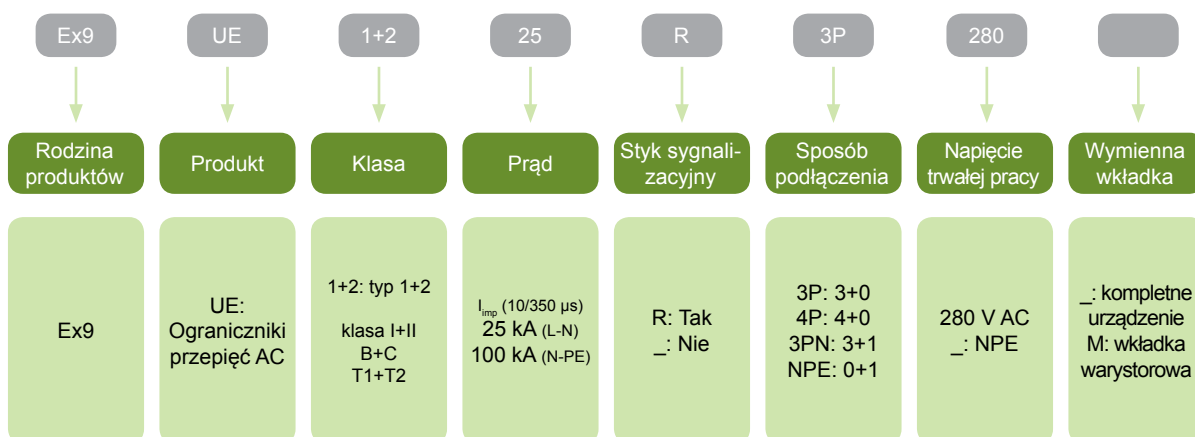 Ex9
UE
1+2
25
R
3P
280
Rodzina
produktów
Produkt
Klasa
Prąd
Styk sygnali-
zacyjny
Sposób
podłączenia
Napięcie
trwałej pracy
Wymienna
wkładka
Ex9
UE:
Ograniczniki
przepięć AC
1+2: typ 1+2
klasa I+II
B+C
T1+T2
Iimp (10/350 µs)
25 kA (L-N)
100 kA (N-PE)
R: Tak
_: Nie
3P: 3+0
4P: 4+0
3PN: 3+1
NPE: 0+1
280 V AC
_: NPE
_: kompletne
urządzenie
M: wkładka
warystorowa